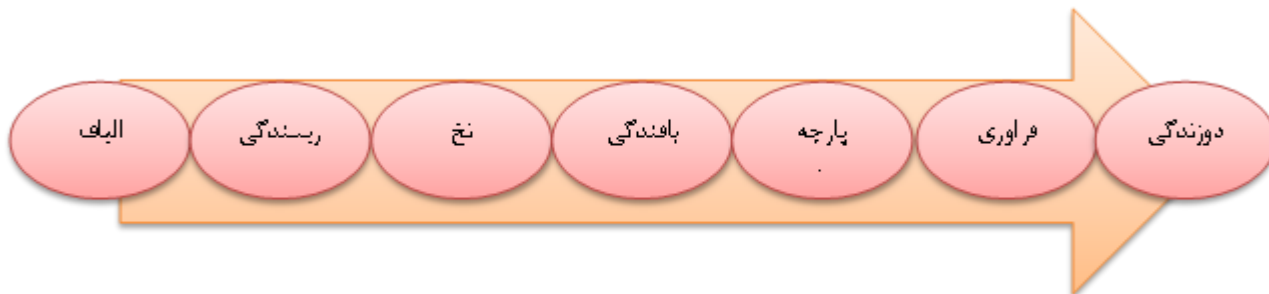 الیاف
ریسندگی
نخ
بافندگی
پارچه
.
فراوری
دوزندگی